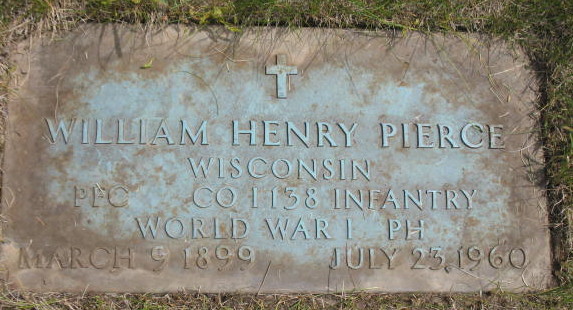 WILLIAM HENRY PIERCE
WISCONSIN
PFC CO I 138 INFANTRY
WORLD WAR I PH
MARCH 9 1899 JULY 23, 1960